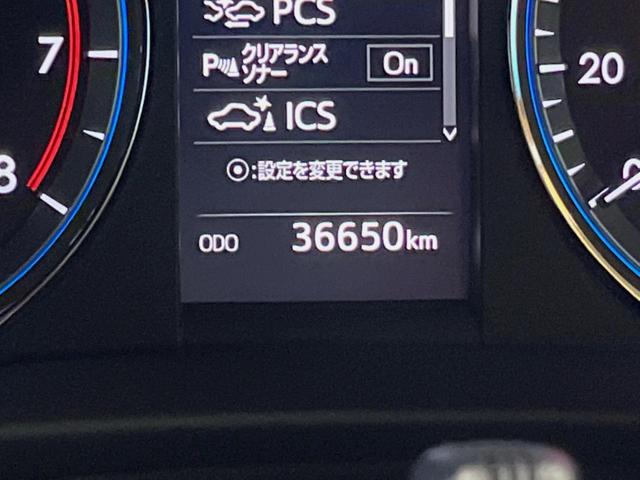 PCS
7
P クリアランス
ソナー On
20
ICS
8
:設定を変更できます
ODO 36650km